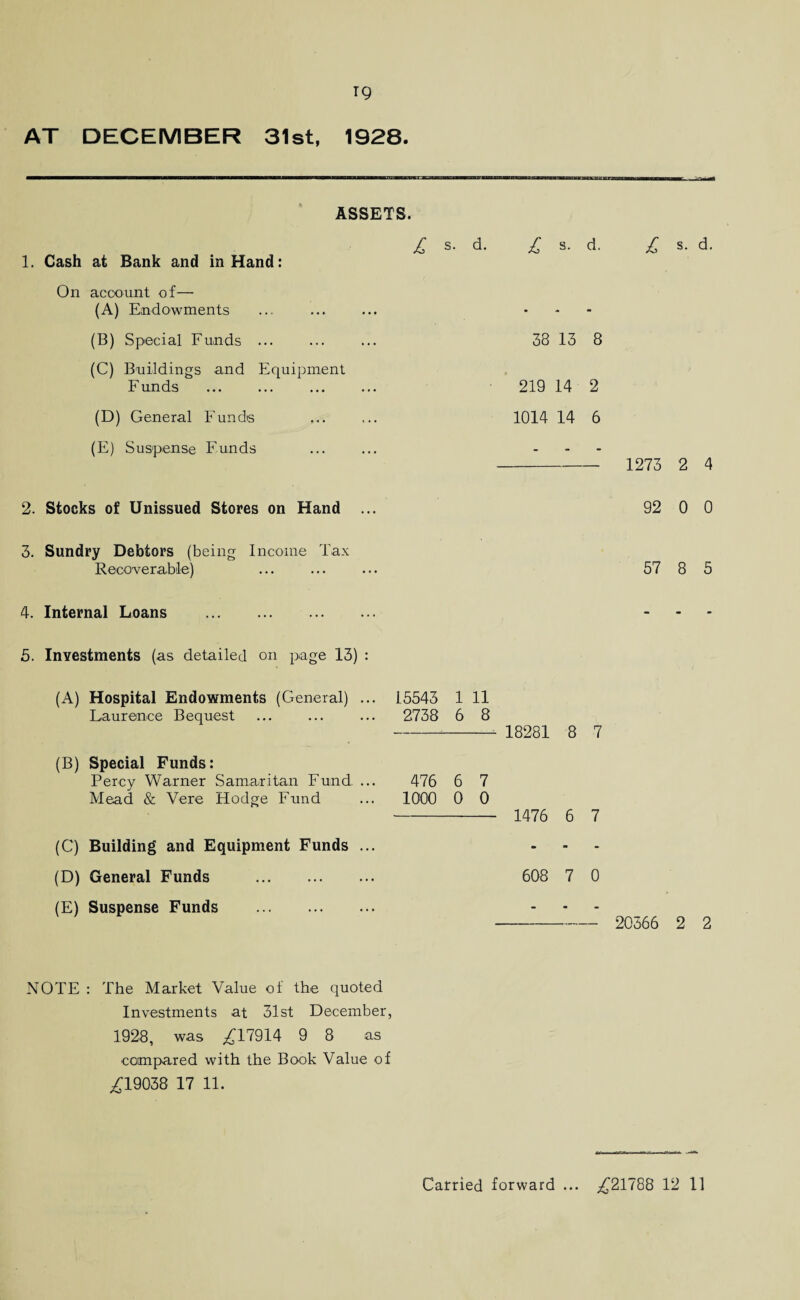 19
AT DECEMBER 31st, 1928.
ASSETS.
£ s. d. £ s. d. £ s. d.
1. Cash at Bank and in Hand:
On account of—
(A) Endowments ... ... ... - - -
(B) Special Funds ... ... ... 38 13 8
(C) Buildings and Equipment
Funds ... ... ... ... 219 14 2
(D) General Funds ... ... 1014 14 6
(E) Suspense Funds ... ... - - -
1273 2 4
2. Stocks of Unissued Stores on Hand ... 92 0 0
3. Sundry Debtors (being Income Tax
Recoverable) ... ... ... 57 8 5
4. Internal Loans ... ... ... ... - - -
5. Investments (as detailed on page 13) :
(A) Hospital Endowments (General) ... 15543 1 11
Laurence Bequest ... ... ... 2738 6 8
18281 8 7
(B) Special Funds:
Percy Warner Samaritan Fund ... 476 6 7
Mead & Vere Hodge Fund ... 1000 0 0
1476 6 7
(C) Building and Equipment Funds ... - - -
(D) General Funds ... ... ... 608 7 0
(E) Suspense Funds ... ... ... - - -
20366 2 2
NOTE : The Market Value of the quoted
Investments at 31st December,
1928, was £17914 9 8 as
compared with the Book Value of
£19038 17 11.
Carried forward ... £21788 12 11